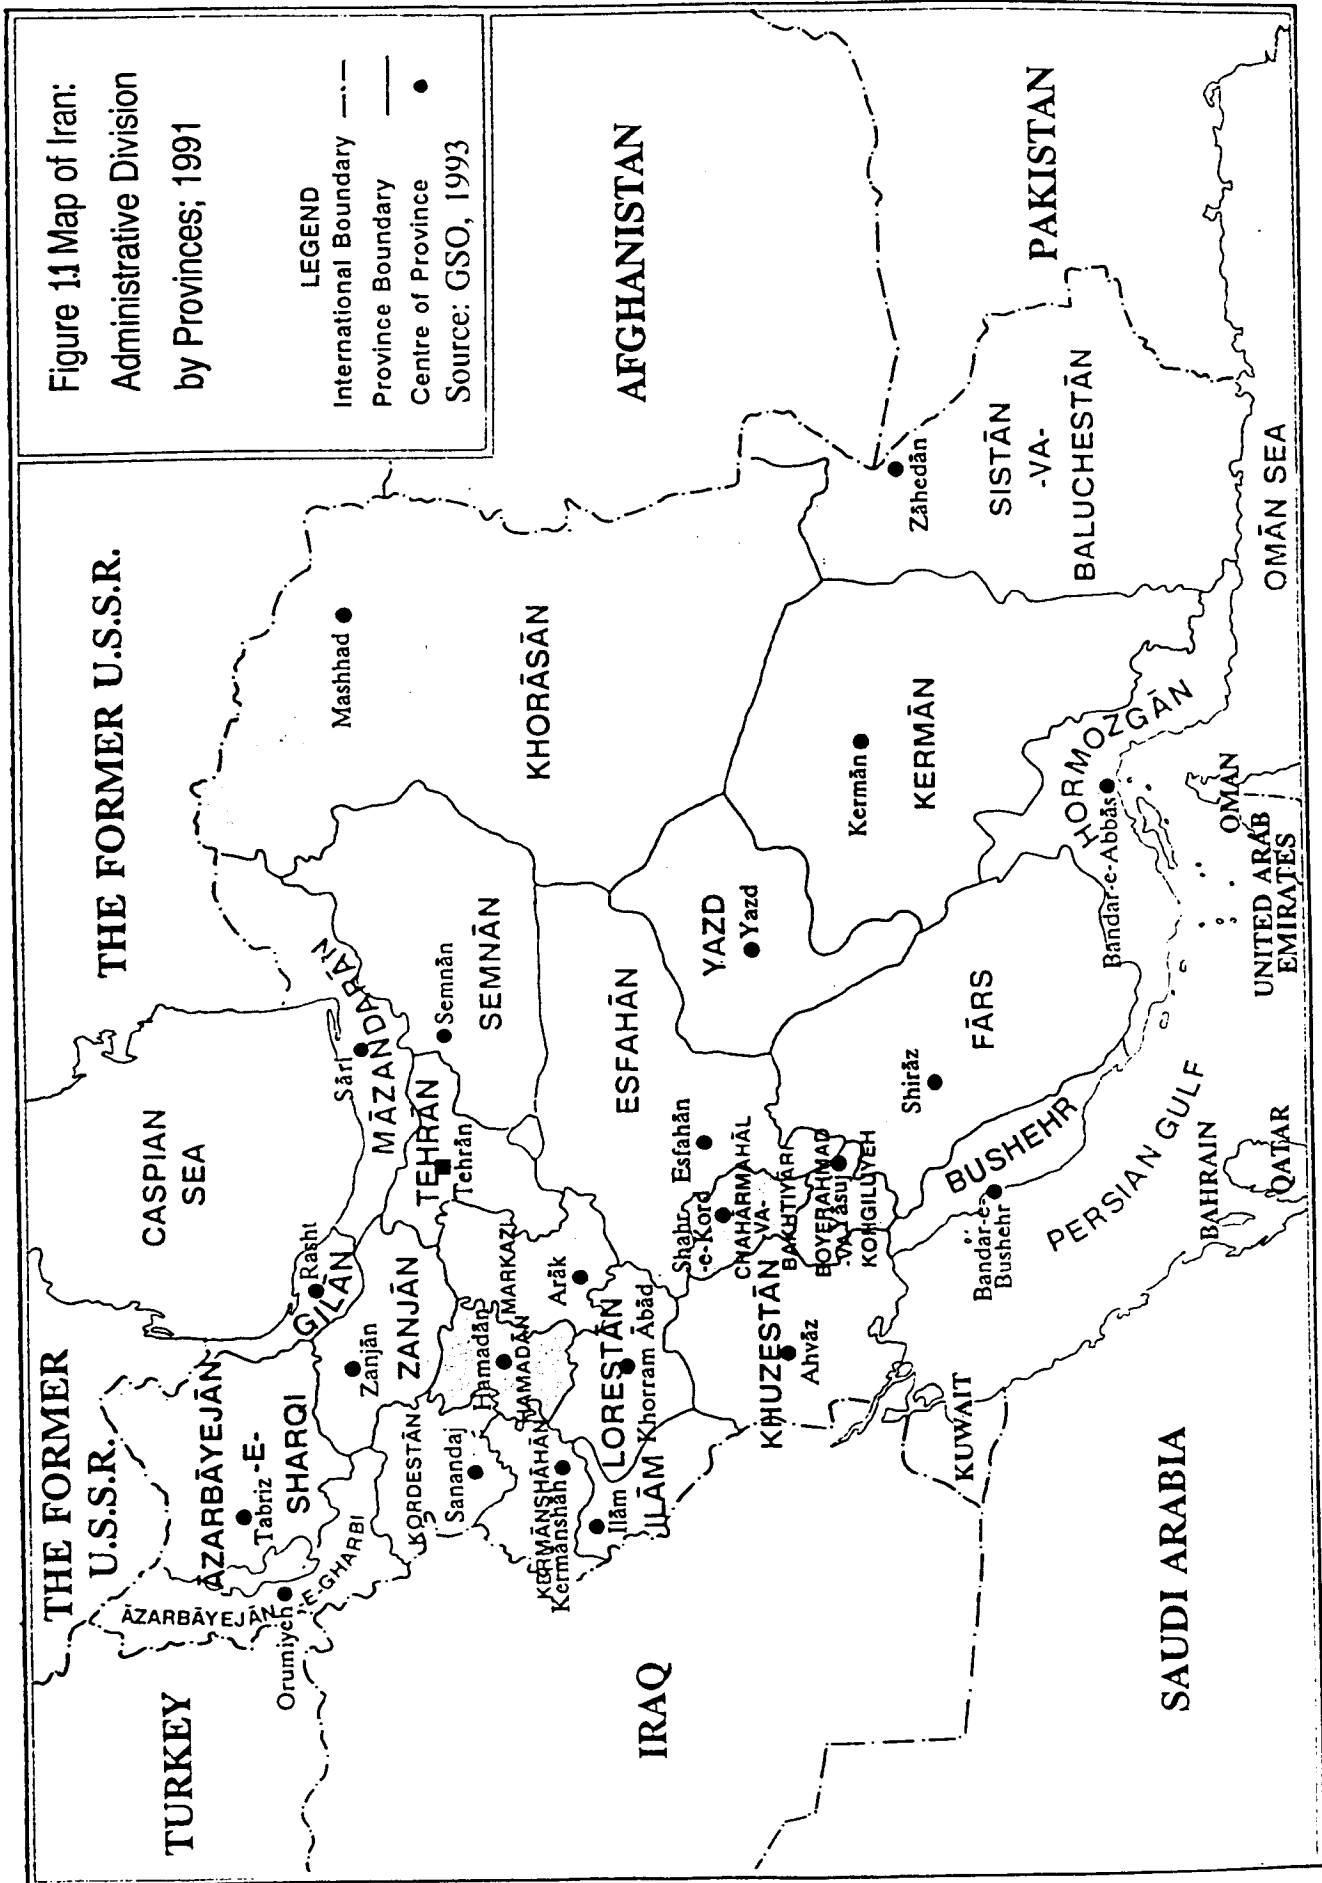 Figure 1.1 Map of Iran:
Administrative Division
by Provinces; 1991
LEGEND
International Boundary
Province Boundary
Centre of Province
Source: GSO, 1993
THE FORMER
U.S.S.R.
THE FORMER U.S.S.R.
TURKEY
CASPIAN
SEA
AFGHANISTAN
PAKISTAN
IRAQ
KUWAIT
SAUDI ARABIA
BAHRAIN
QATAR
UNITED ARAB
EMIRATES
OMAN
OMĀN SEA
PERSIAN GULF
ĀZARBĀYEJĀN
-E-GHARBI
Orumiyeh
ĀZARBĀYEJĀN
-E-
SHARQI
Tabriz
GILĀN
Rasht
ZANJĀN
Zanjān
MĀZANDARĀN
Sāri
TEHRĀN
Tehrān
SEMNĀN
Semnān
KHORĀSĀN
Mashhad
KORDESTĀN
Sanandaj
HAMADĀN
Hamadān
MARKAZI
Arāk
KERMĀNSHĀHĀN
Kermānshāh
ILĀM
Ilām
LORESTĀN
Khorram Ābād
KHUZESTĀN
Ahvāz
ESFAHĀN
Esfahān
Shahr
-e-Kord
CHAHĀRMAHĀL
-VA-
BAKHTIYĀRI
BOYERAHMAD
-VA-
KOHGILUYEH
Yāsuj
YAZD
Yazd
FĀRS
Shirāz
BUSHEHR
Bandar-e-
Bushehr
KERMĀN
Kermān
HORMOZGĀN
Bandar-e-Abbās
SISTĀN
-VA-
BALUCHESTĀN
Zāhedān